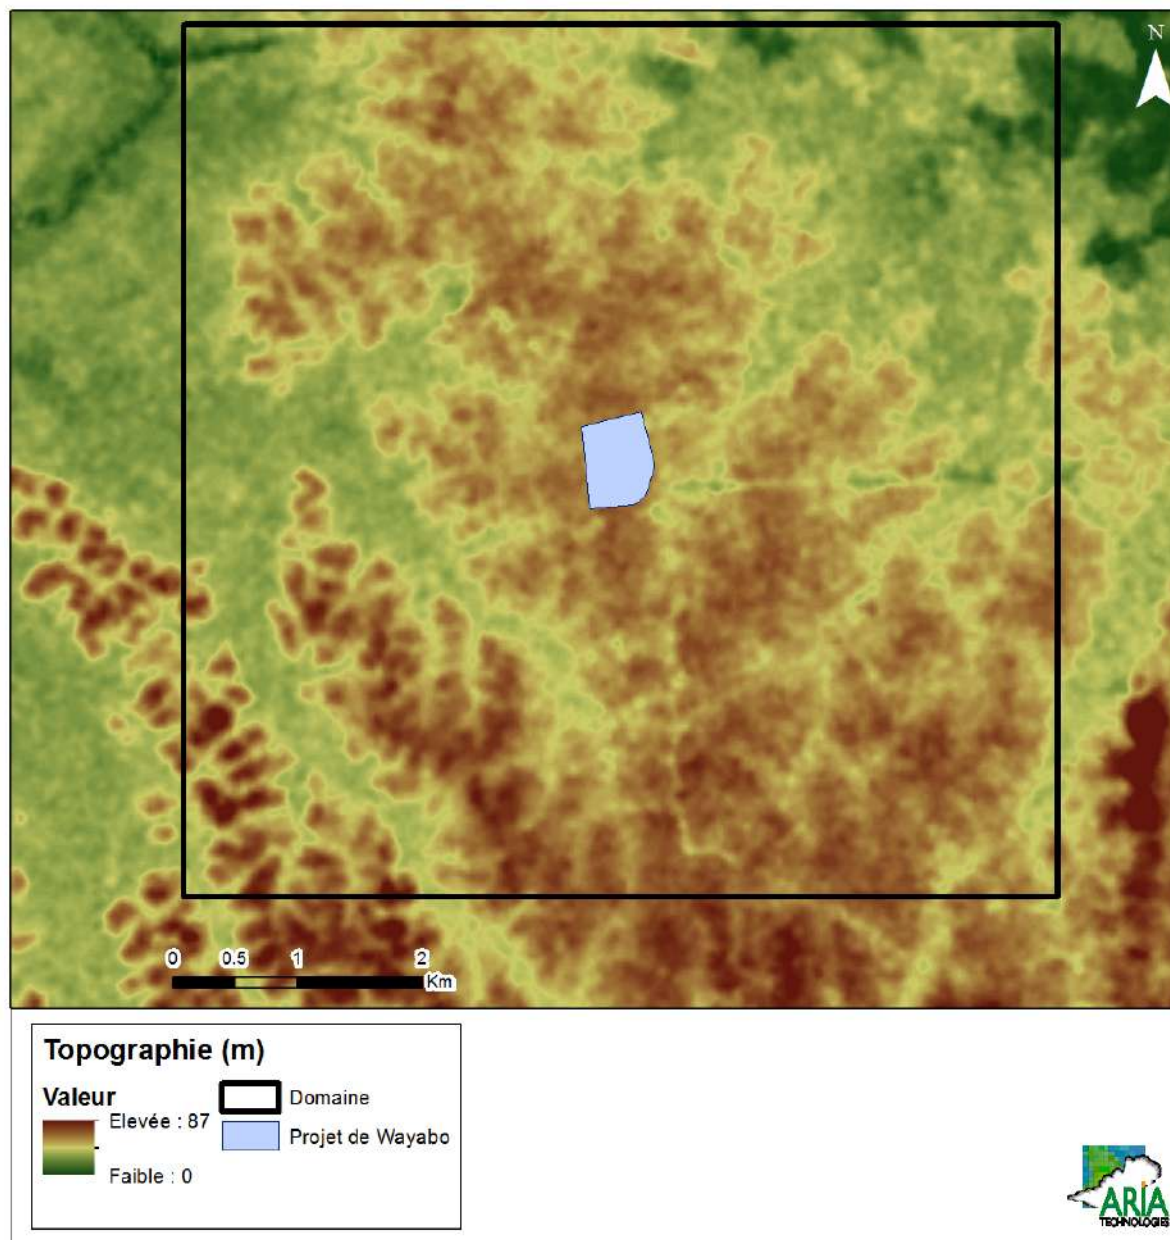 N
0 0.5 1 2
Km
Topographie (m)
Valeur
Elevée : 87
Faible : 0
Domaine
Projet de Wayabo
ARIA
TECHNOLOGIES